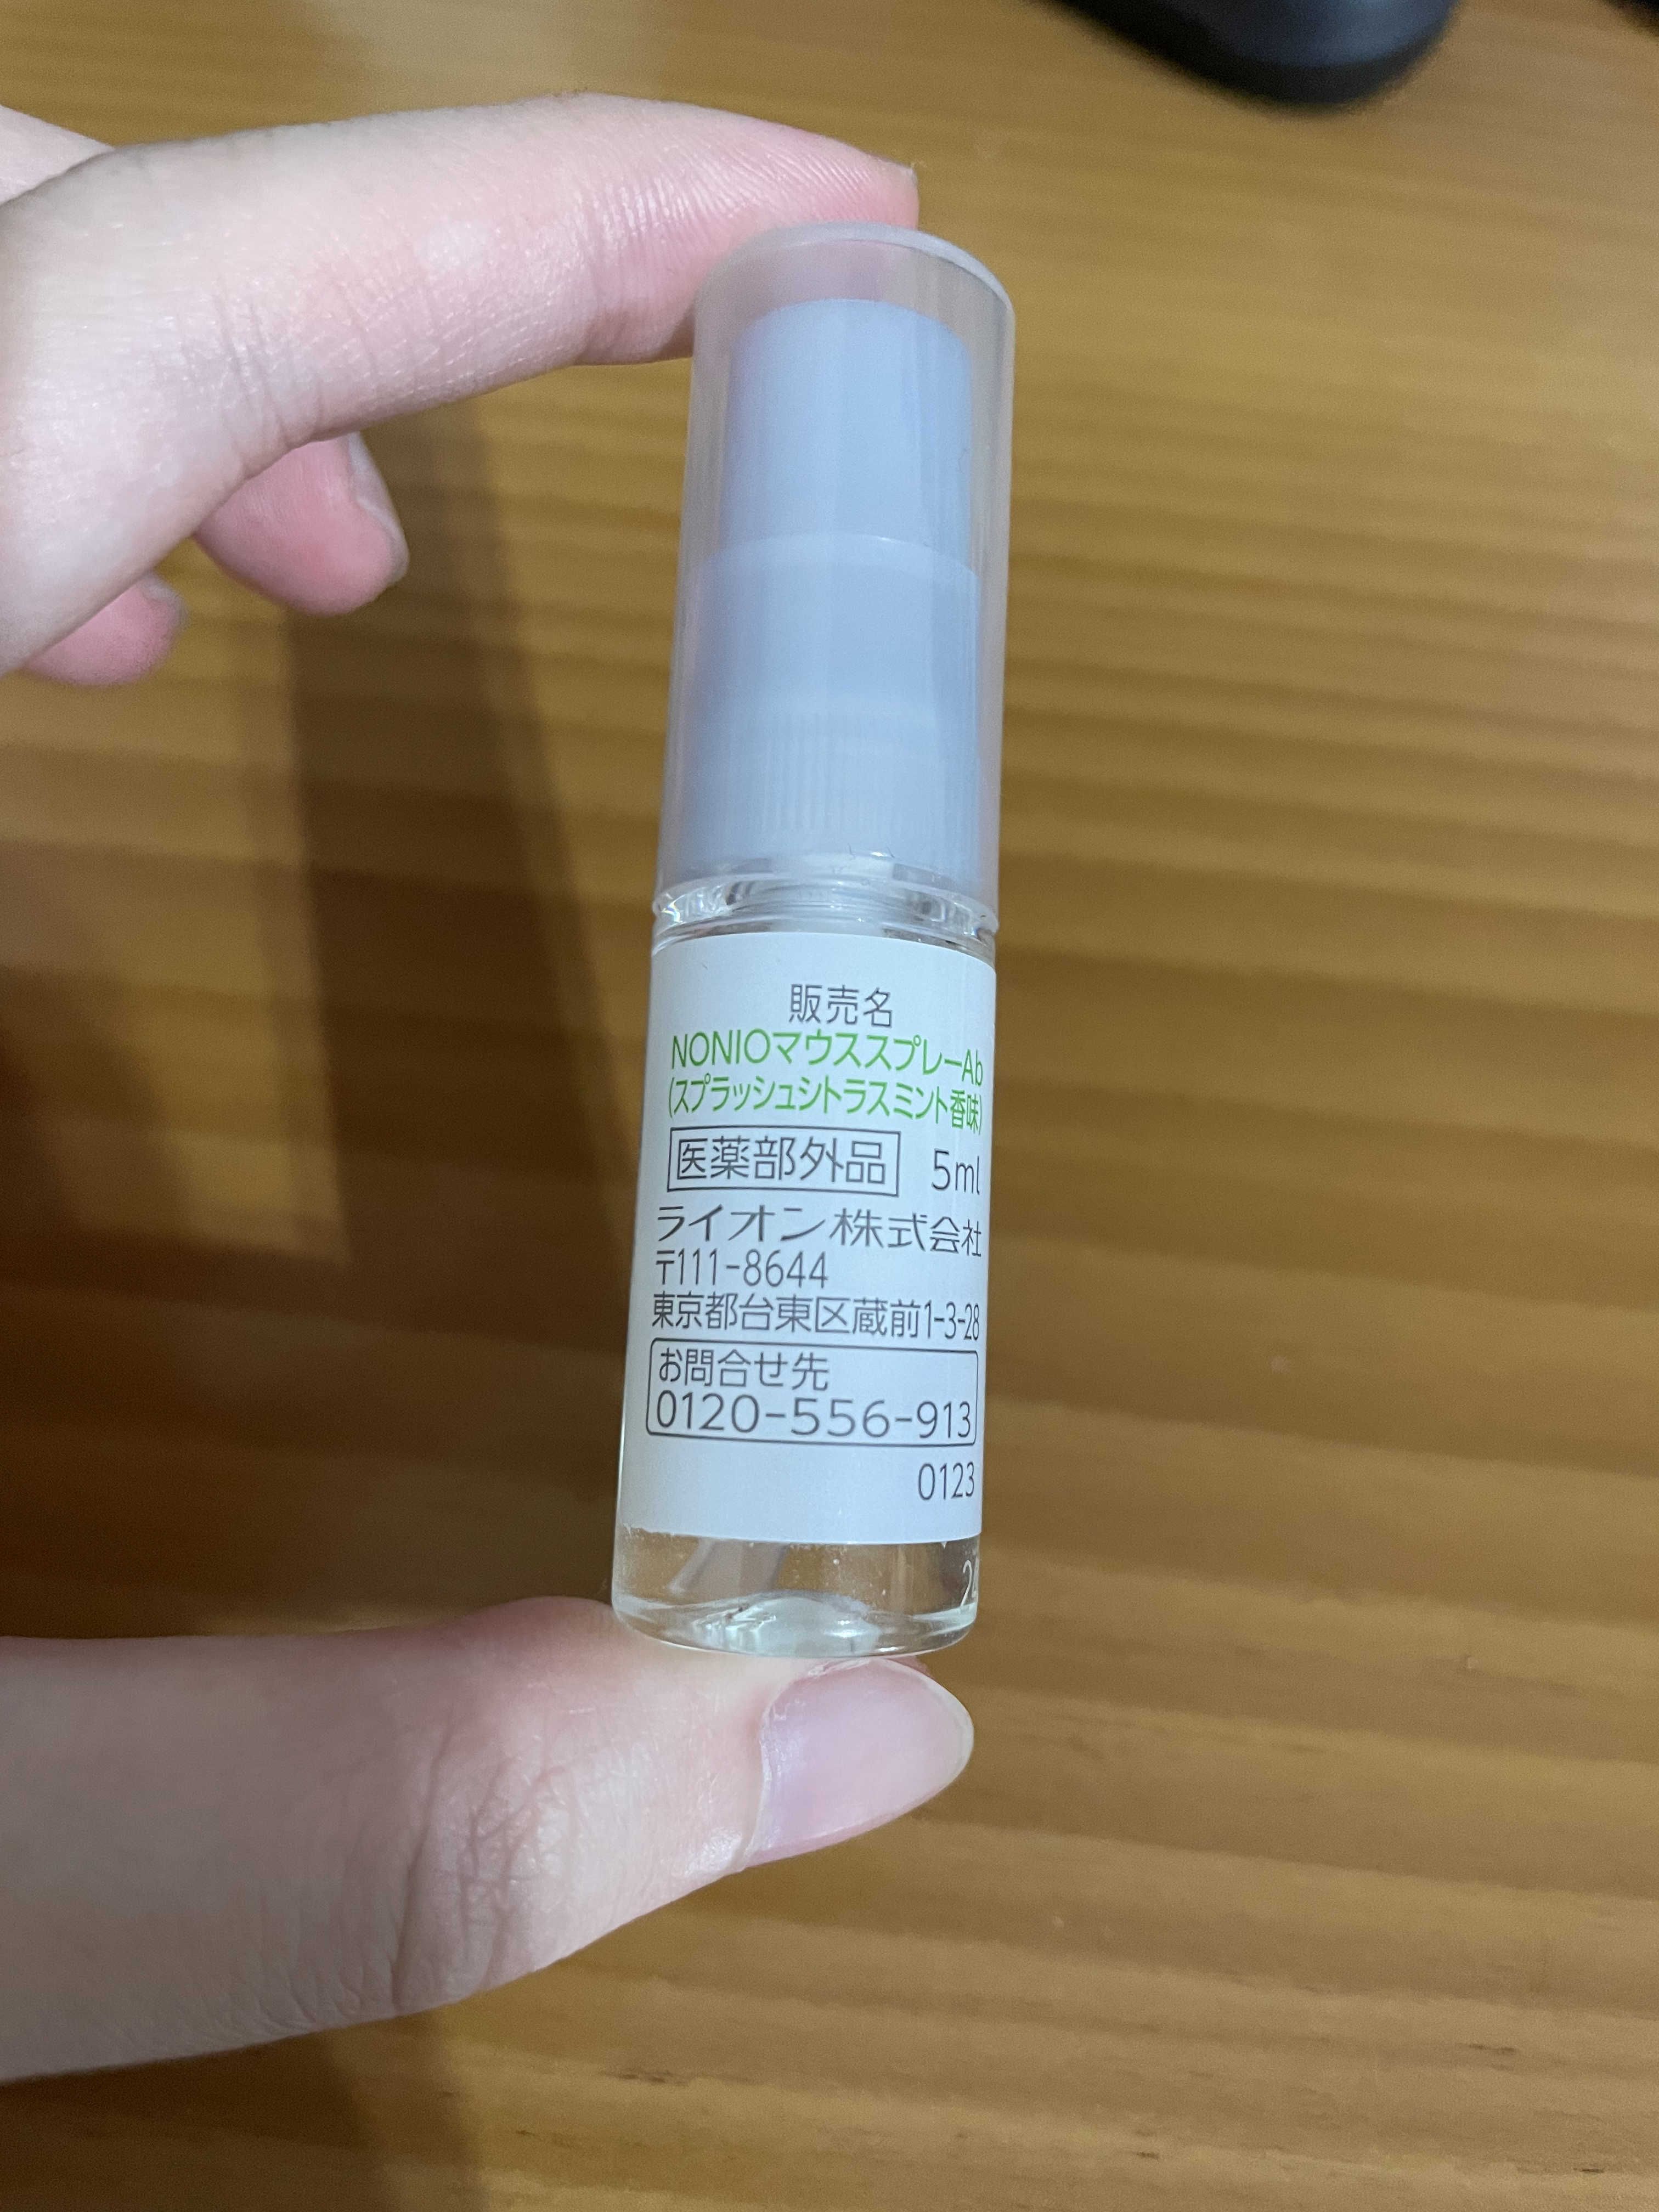 販売名
NONIOマウススプレーAb
(スプラッシュシトラスミント香味)
医薬部外品 5ml
ライオン株式会社
〒111-8644
東京都台東区蔵前1-3-28
お問合せ先
0120-556-913
0123